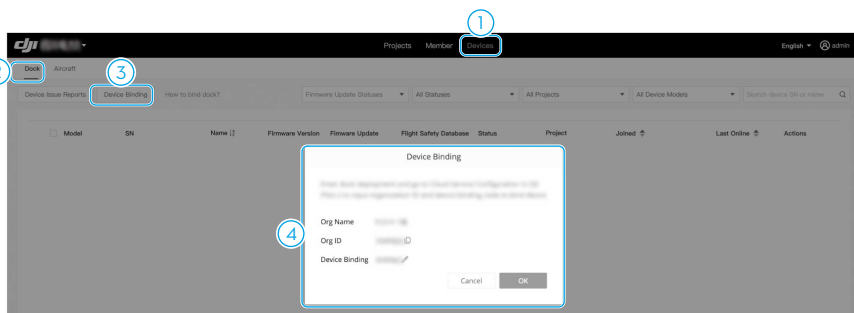 1
dji
Projects Member Devices
English admin
2
Dock Aircraft
3
Device Issue Reports Device Binding How to bind dock? Firmware Update Statuses All Statuses All Projects All Device Models Search device SN or name
Model SN Name Firmware Version Fimware Update Flight Safety Database Status Project Joined Last Online Actions
Device Binding
4
Org Name
Org ID
Device Binding
Cancel OK